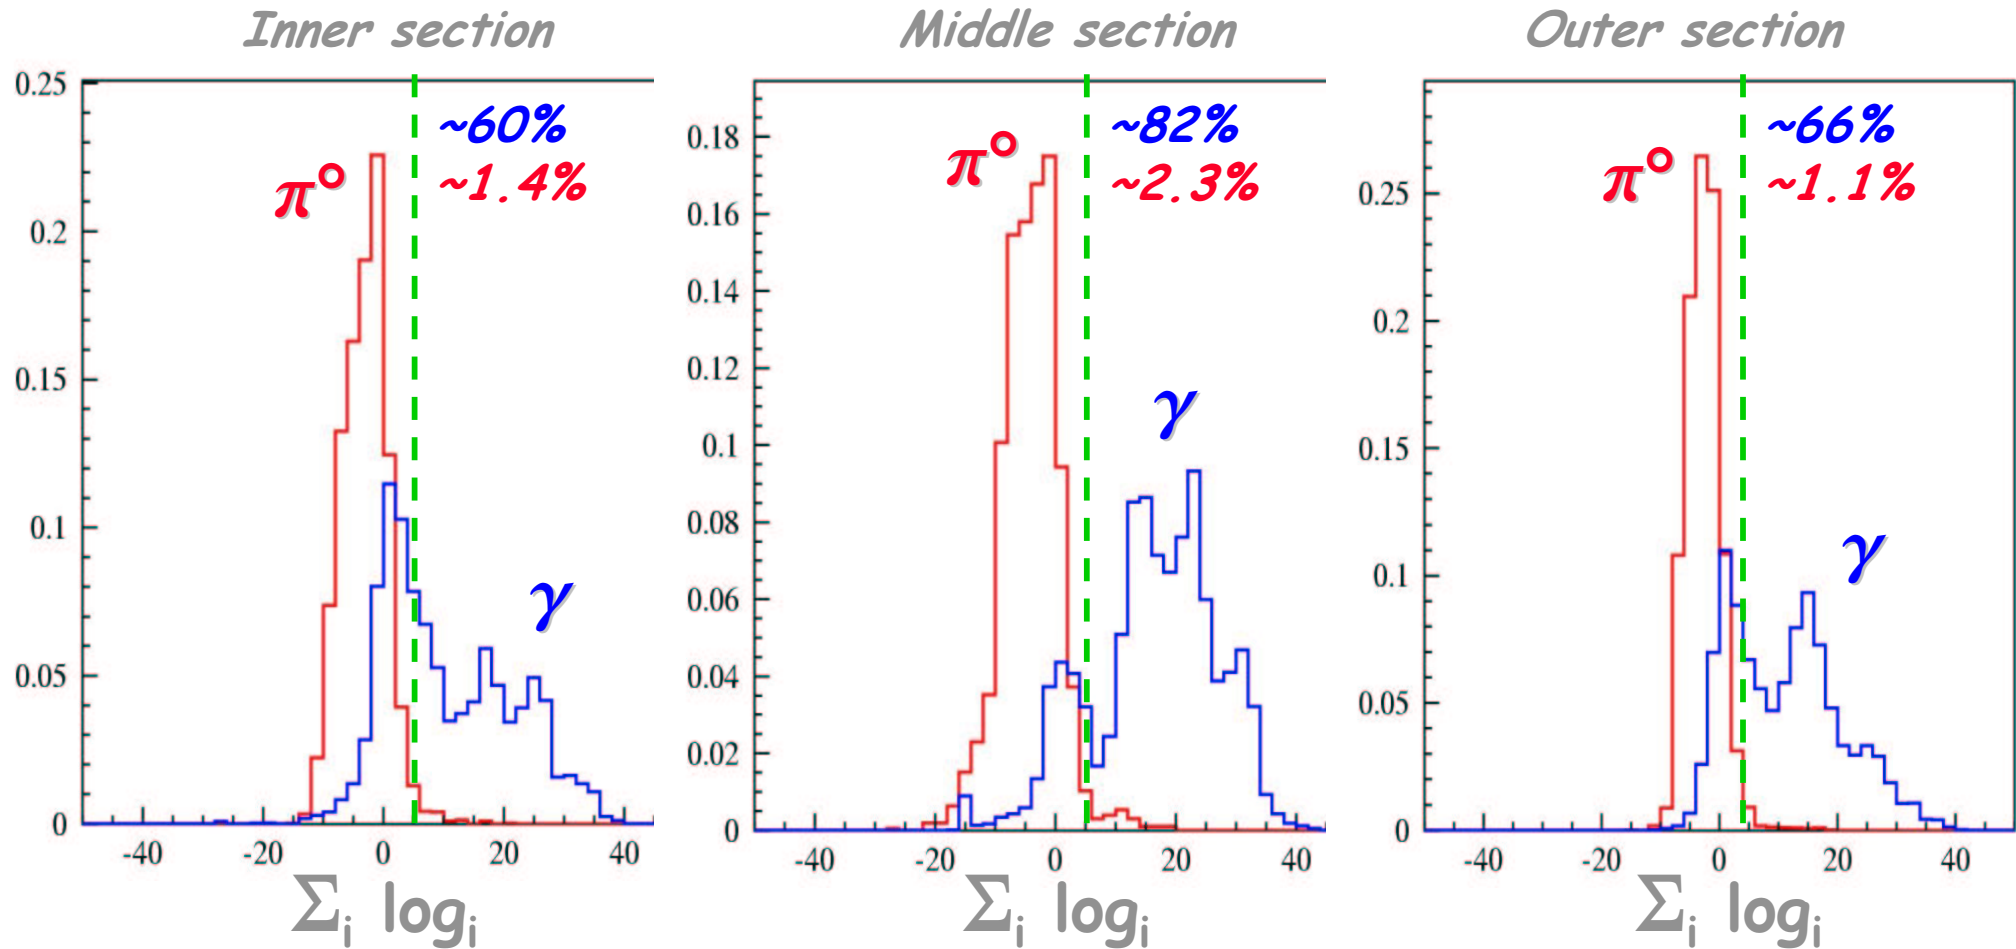 Inner section
0.25
0.2
0.15
0.1
0.05
0
-40 -20 0 20 40
π°
~60%
~1.4%
γ
Σi logi
Middle section
0.18
0.16
0.14
0.12
0.1
0.08
0.06
0.04
0.02
0
-40 -20 0 20 40
π°
~82%
~2.3%
γ
Σi logi
Outer section
0.25
0.2
0.15
0.1
0.05
0
-40 -20 0 20 40
π°
~66%
~1.1%
γ
Σi logi